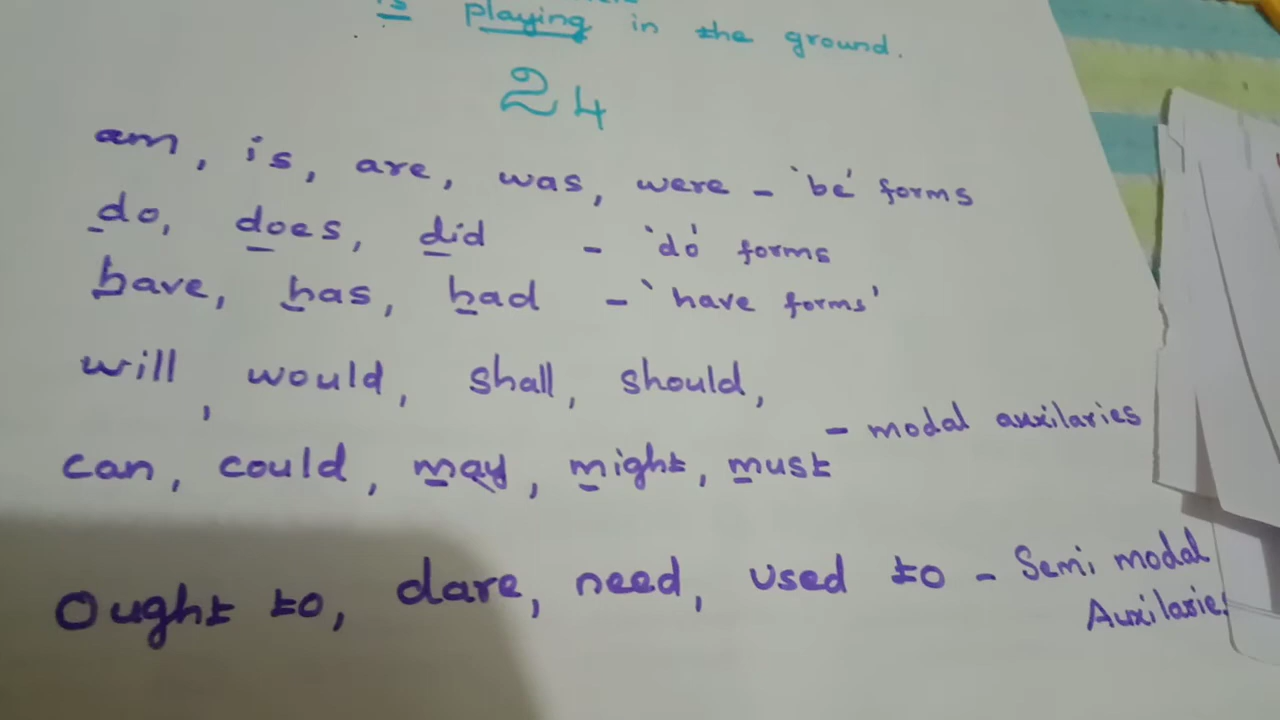 is playing in the ground.
24
am, is, are, was, were - 'be' forms
do, does, did - 'do' forms
have, has, had - 'have forms'
will, would, shall, should,
can, could, may, might, must - modal auxilaries
Ought to, dare, need, used to - Semi modal
Auxilaries